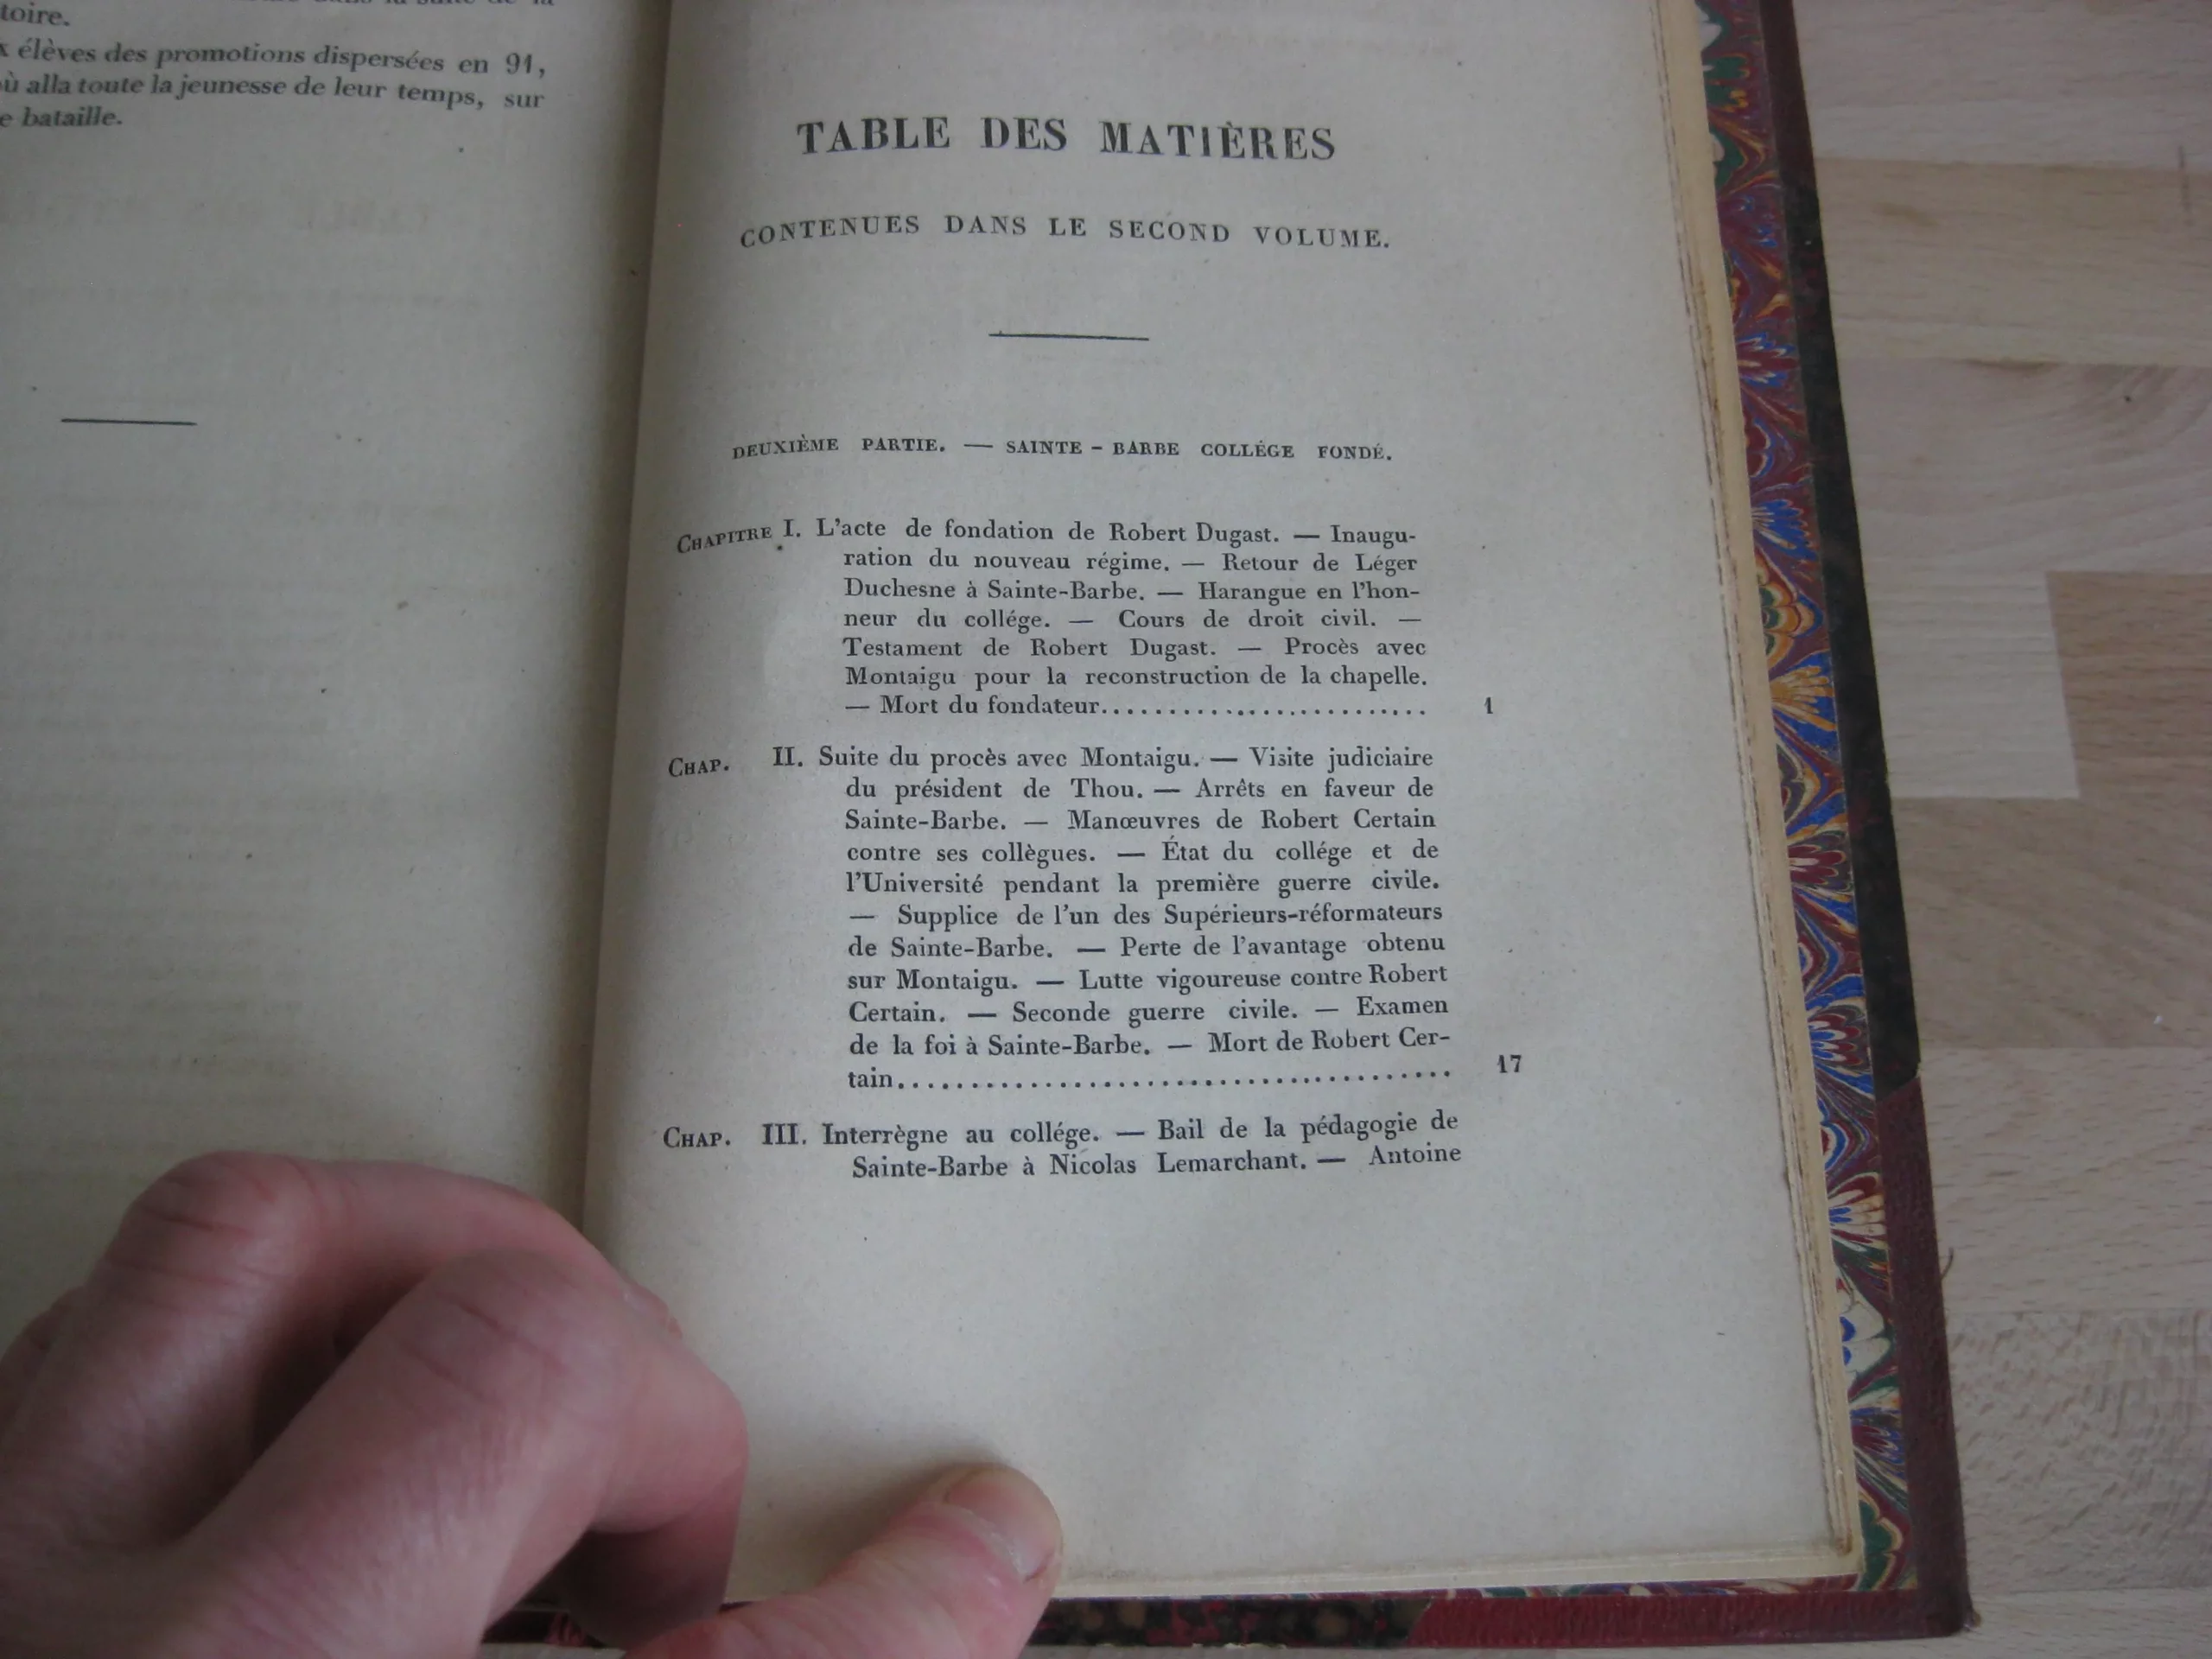 toire.
élèves des promotions dispersées en 91,
où alla toute la jeunesse de leur temps, sur
bataille.
TABLE DES MATIÈRES
CONTENUES DANS LE SECOND VOLUME.
DEUXIÈME PARTIE. — SAINTE-BARBE COLLÉGE FONDÉ.
CHAPITRE I. L'acte de fondation de Robert Dugast. — Inaugu-
ration du nouveau régime. — Retour de Léger
Duchesne à Sainte-Barbe. — Harangue en l'hon-
neur du collége. — Cours de droit civil. —
Testament de Robert Dugast. — Procès avec
Montaigu pour la reconstruction de la chapelle.
— Mort du fondateur........................ 1
CHAP. II. Suite du procès avec Montaigu. — Visite judiciaire
du président de Thou. — Arrêts en faveur de
Sainte-Barbe. — Manœuvres de Robert Certain
contre ses collègues. — État du collége et de
l'Université pendant la première guerre civile.
— Supplice de l'un des Supérieurs-réformateurs
de Sainte-Barbe. — Perte de l'avantage obtenu
sur Montaigu. — Lutte vigoureuse contre Robert
Certain. — Seconde guerre civile. — Examen
de la foi à Sainte-Barbe. — Mort de Robert Cer-
tain....................................... 17
CHAP. III. Interrègne au collége. — Bail de la pédagogie de
Sainte-Barbe à Nicolas Lemarchant. — Antoine